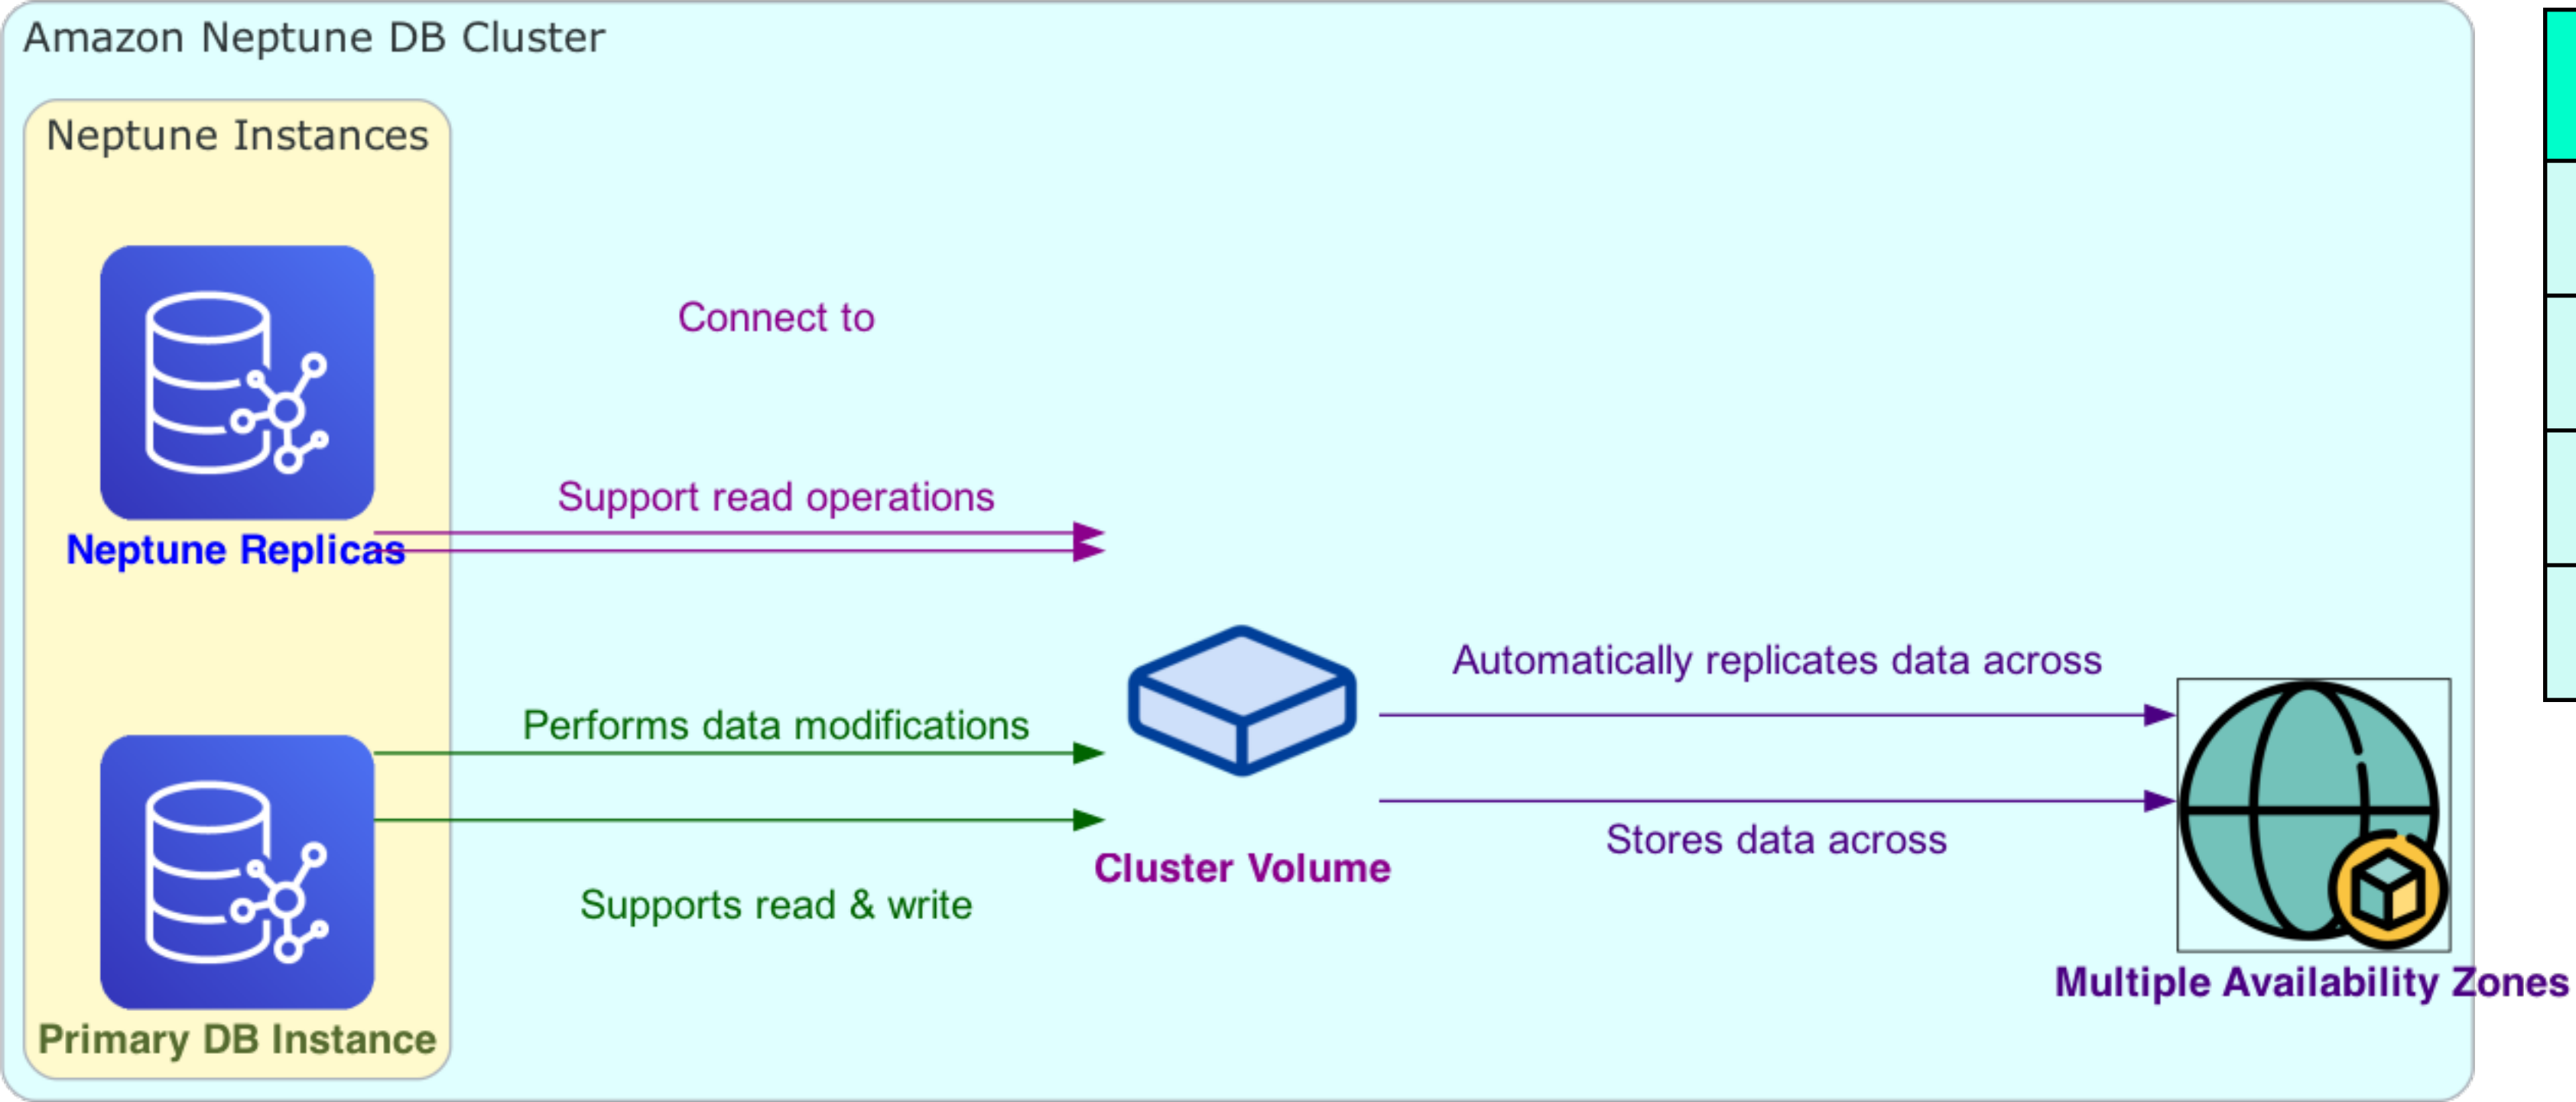 Amazon Neptune DB Cluster
Neptune Instances
Connect to
Support read operations
Neptune Replicas
Automatically replicates data across
Performs data modifications
Stores data across
Cluster Volume
Supports read & write
Multiple Availability Zones
Primary DB Instance